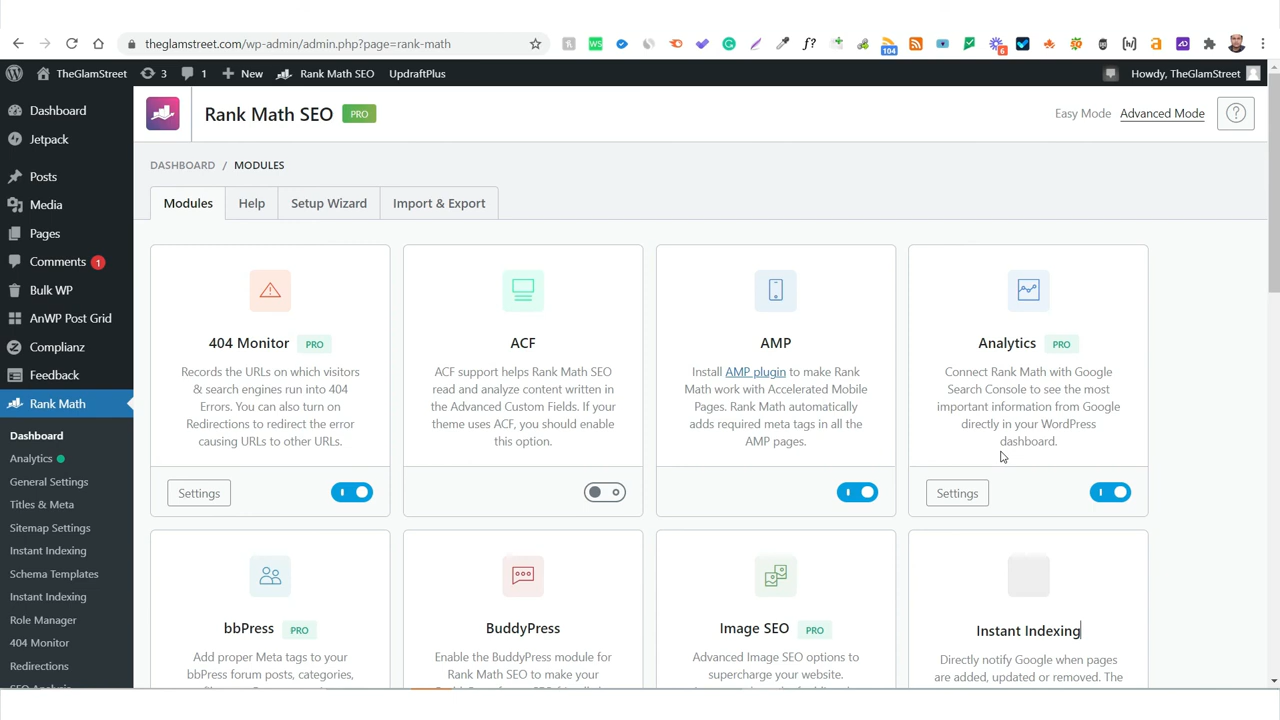 theglamstreet.com/wp-admin/admin.php?page=rank-math
104
6
TheGlamStreet 3 1 New Rank Math SEO UpdraftPlus Howdy, TheGlamStreet
Dashboard
Jetpack
Posts
Media
Pages
Comments 1
Bulk WP
AnWP Post Grid
Complianz
Feedback
Rank Math
Dashboard
Analytics
General Settings
Titles & Meta
Sitemap Settings
Instant Indexing
Schema Templates
Instant Indexing
Role Manager
404 Monitor
Redirections
Rank Math SEO PRO
Easy Mode Advanced Mode
DASHBOARD / MODULES
Modules Help Setup Wizard Import & Export
404 Monitor PRO
Records the URLs on which visitors
& search engines run into 404
Errors. You can also turn on
Redirections to redirect the error
causing URLs to other URLs.
Settings
ACF
ACF support helps Rank Math SEO
read and analyze content written in
the Advanced Custom Fields. If your
theme uses ACF, you should enable
this option.
AMP
Install AMP plugin to make Rank
Math work with Accelerated Mobile
Pages. Rank Math automatically
adds required meta tags in all the
AMP pages.
Analytics PRO
Connect Rank Math with Google
Search Console to see the most
important information from Google
directly in your WordPress
dashboard.
Settings
bbPress PRO
Add proper Meta tags to your
bbPress forum posts, categories,
BuddyPress
Enable the BuddyPress module for
Rank Math SEO to make your
Image SEO PRO
Advanced Image SEO options to
supercharge your website.
Instant Indexing
Directly notify Google when pages
are added, updated or removed. The